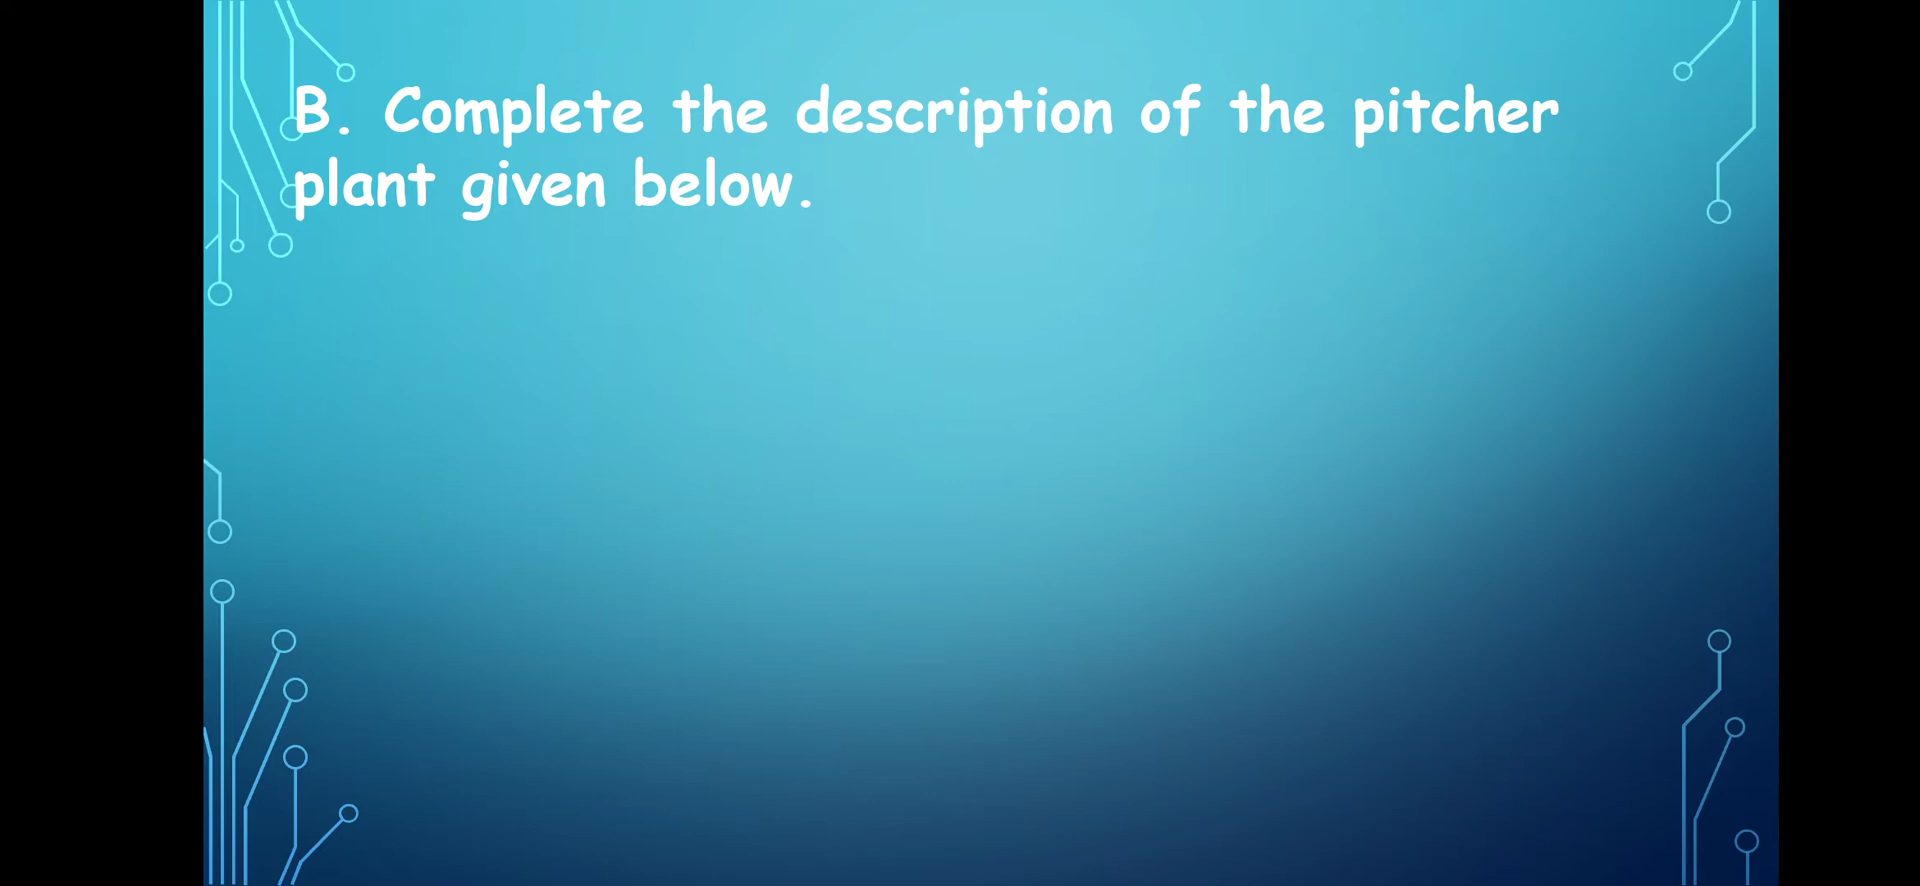 B. Complete the description of the pitcher
plant given below.